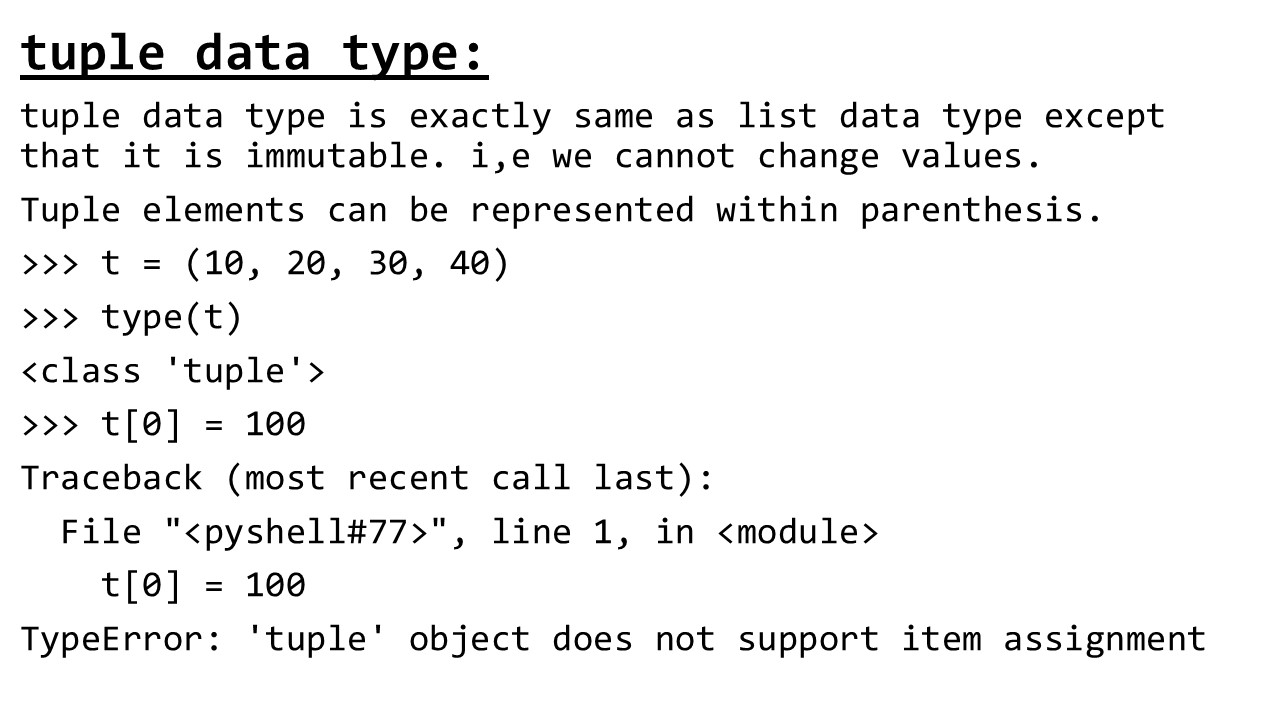 tuple data type:
tuple data type is exactly same as list data type except
that it is immutable. i,e we cannot change values.
Tuple elements can be represented within parenthesis.
>>> t = (10, 20, 30, 40)
>>> type(t)
<class 'tuple'>
>>> t[0] = 100
Traceback (most recent call last):
  File "<pyshell#77>", line 1, in <module>
    t[0] = 100
TypeError: 'tuple' object does not support item assignment